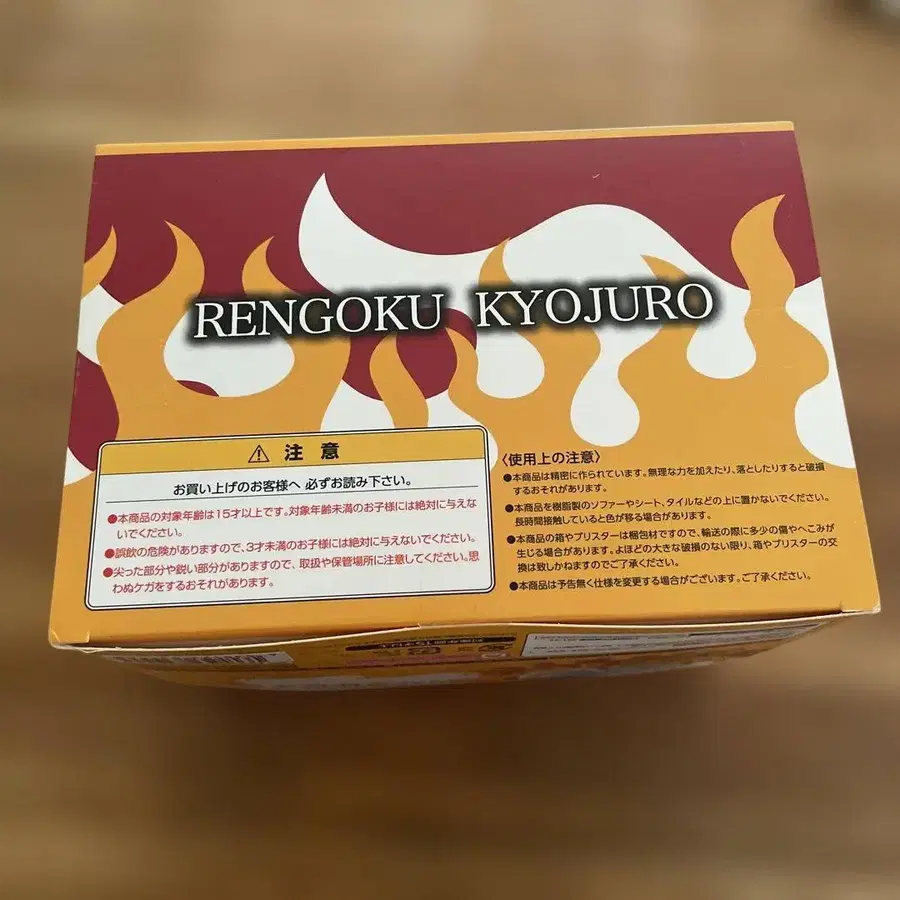 RENGOKU KYOJURO
⚠ 注意
お買い上げのお客様へ 必ずお読み下さい。
●本商品の対象年齢は15才以上です。対象年齢未満のお子様には絶対に与えな
いでください。
●誤飲の危険がありますので、3才未満のお子様には絶対に与えないでください。
●尖った部分や鋭い部分がありますので、取扱や保管場所に注意してください。思
わぬケガをするおそれがあります。
〈使用上の注意〉
●本商品は精密に作られています。無理な力を加えたり、落としたりすると破損
するおそれがあります。
●本商品を樹脂製のソファーやシート、タイルなどの上に置かないでください。
長時間接触していると色が移る場合があります。
●本商品の箱やブリスターは梱包材ですので、輸送の際に多少の傷やへこみが
生じる場合があります。よほどの大きな破損のない限り、箱やブリスターの交
換は致しかねますのでご了承ください。
●本商品は予告無く仕様を変更する場合がございます。ご了承ください。